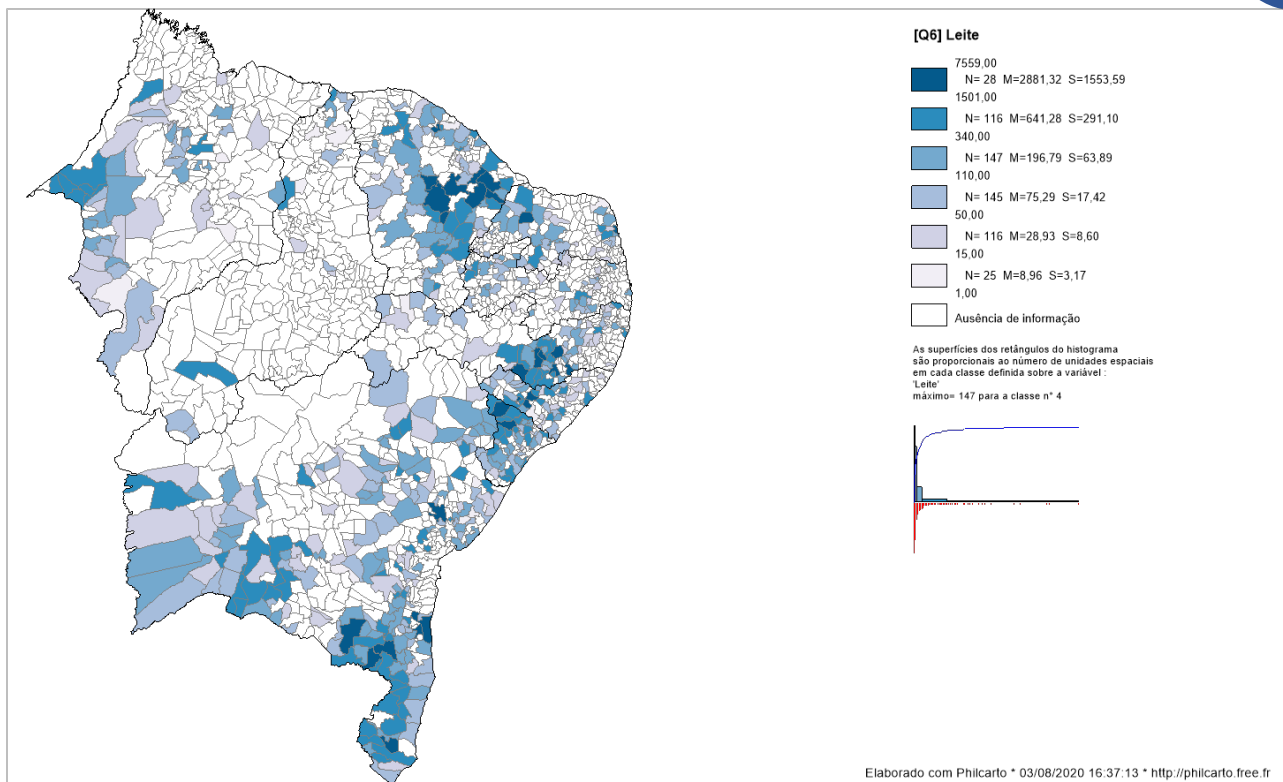 [Q6] Leite
7559,00
N= 28 M=2881,32 S=1553,59
1501,00
N= 116 M=641,28 S=291,10
340,00
N= 147 M=196,79 S=63,89
110,00
N= 145 M=75,29 S=17,42
50,00
N= 116 M=28,93 S=8,60
15,00
N= 25 M=8,96 S=3,17
1,00
Ausência de informação
As superfícies dos retângulos do histograma
são proporcionais ao número de unidades espaciais
em cada classe definida sobre a variável :
'Leite'
máximo= 147 para a classe n° 4
Elaborado com Philcarto * 03/08/2020 16:37:13 * http://philcarto.free.fr